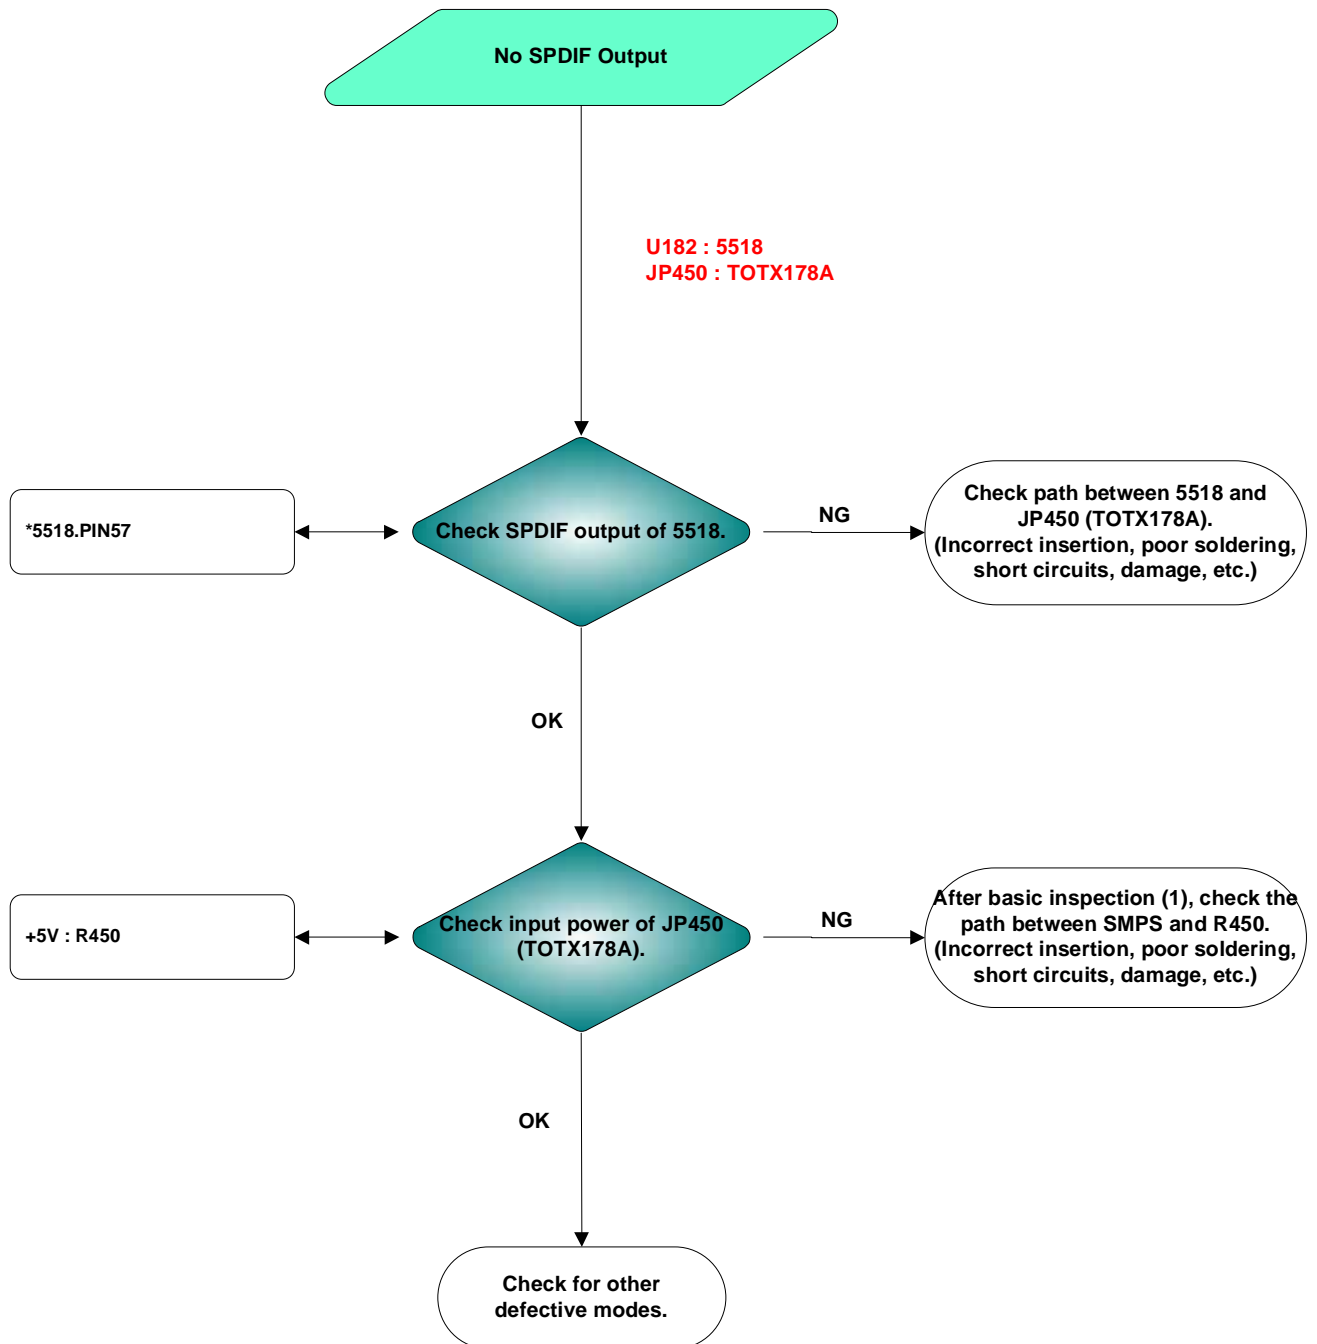 No SPDIF Output
U182 : 5518
JP450 : TOTX178A
*5518.PIN57
Check SPDIF output of 5518.
NG
Check path between 5518 and
JP450 (TOTX178A).
(Incorrect insertion, poor soldering,
short circuits, damage, etc.)
OK
+5V : R450
Check input power of JP450
(TOTX178A).
NG
After basic inspection (1), check the
path between SMPS and R450.
(Incorrect insertion, poor soldering,
short circuits, damage, etc.)
OK
Check for other
defective modes.